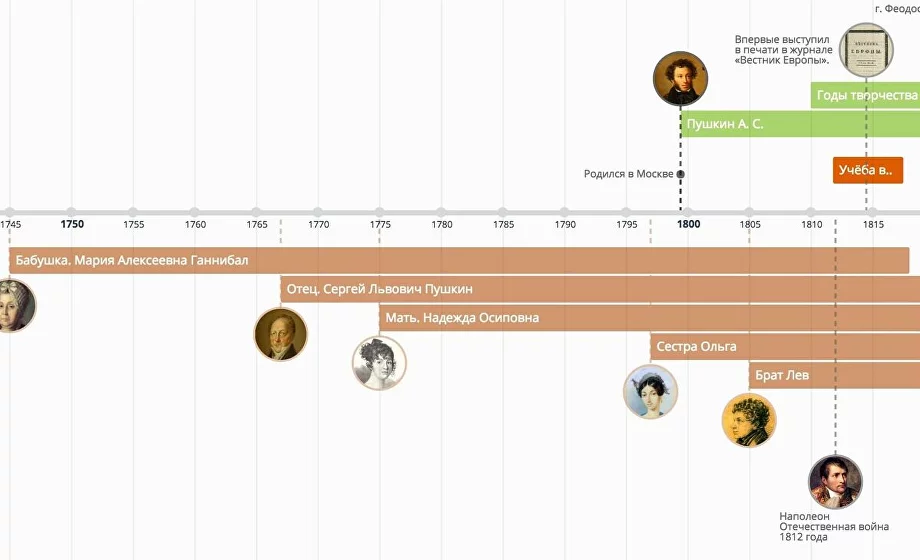 г. Феодос
Впервые выступил
в печати в журнале
«Вестник Европы».
ВѢСТНИКЪ
ЕВРОПЫ
Годы творчества
Пушкин А. С.
Учёба в..
Родился в Москве
1745 1750 1755 1760 1765 1770 1775 1780 1785 1790 1795 1800 1805 1810 1815
Бабушка. Мария Алексеевна Ганнибал
Отец. Сергей Львович Пушкин
Мать. Надежда Осиповна
Сестра Ольга
Брат Лев
Наполеон
Отечественная война
1812 года